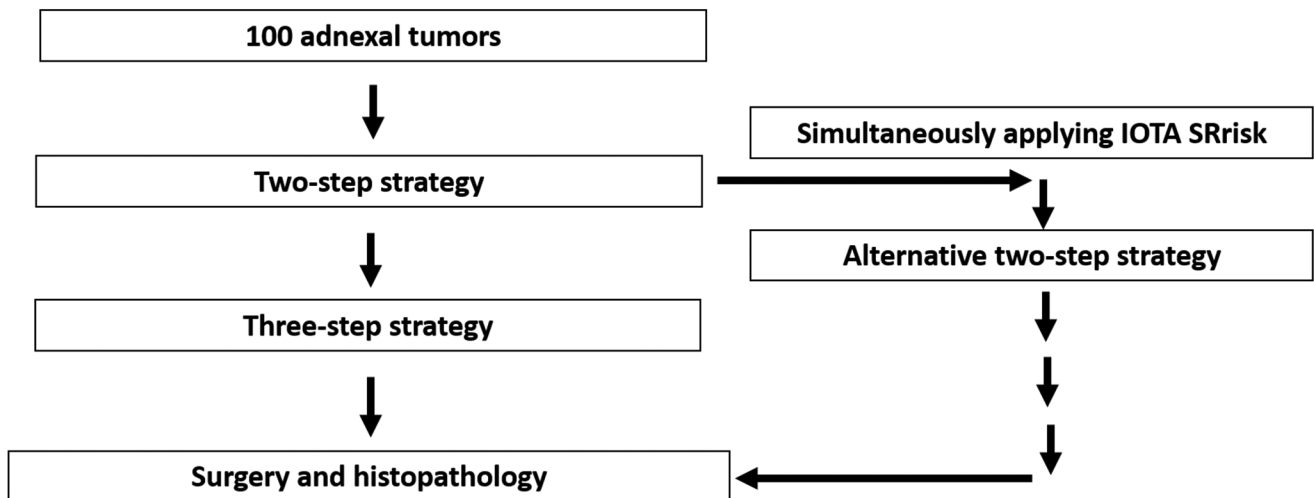 100 adnexal tumors
Simultaneously applying IOTA SRrisk
Two-step strategy
Alternative two-step strategy
Three-step strategy
Surgery and histopathology